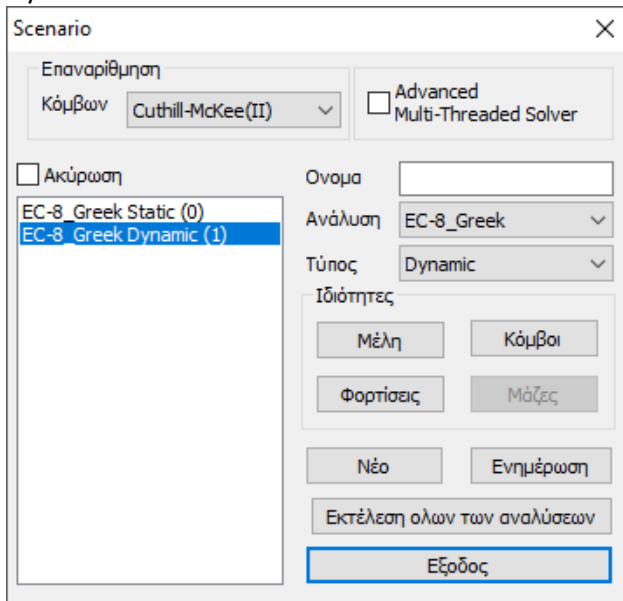 Scenario
Επαναρίθμηση
Κόμβων
Cuthill-McKee(II)
Advanced
Multi-Threaded Solver
Ακύρωση
EC-8_Greek Static (0)
EC-8_Greek Dynamic (1)
Ονομα
Ανάλυση
EC-8_Greek
Τύπος
Dynamic
Ιδιότητες
Μέλη
Κόμβοι
Φορτίσεις
Μάζες
Νέο
Ενημέρωση
Εκτέλεση ολων των αναλύσεων
Εξοδος